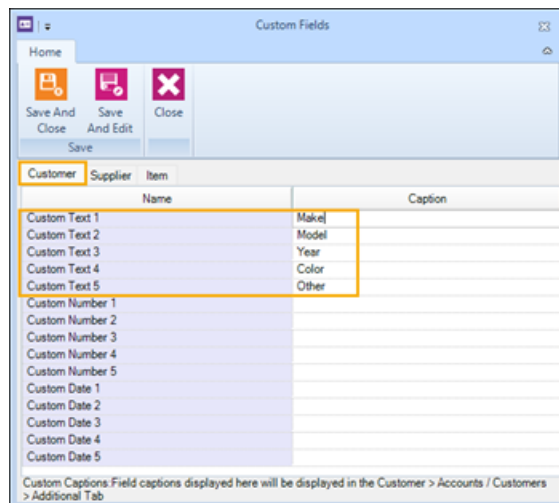 Custom Fields
Home
Save And Close
Save And Edit
Close
Save
Customer Supplier Item
Name Caption
Custom Text 1 Make
Custom Text 2 Model
Custom Text 3 Year
Custom Text 4 Color
Custom Text 5 Other
Custom Number 1
Custom Number 2
Custom Number 3
Custom Number 4
Custom Number 5
Custom Date 1
Custom Date 2
Custom Date 3
Custom Date 4
Custom Date 5
Custom Captions:Field captions displayed here will be displayed in the Customer > Accounts / Customers
> Additional Tab